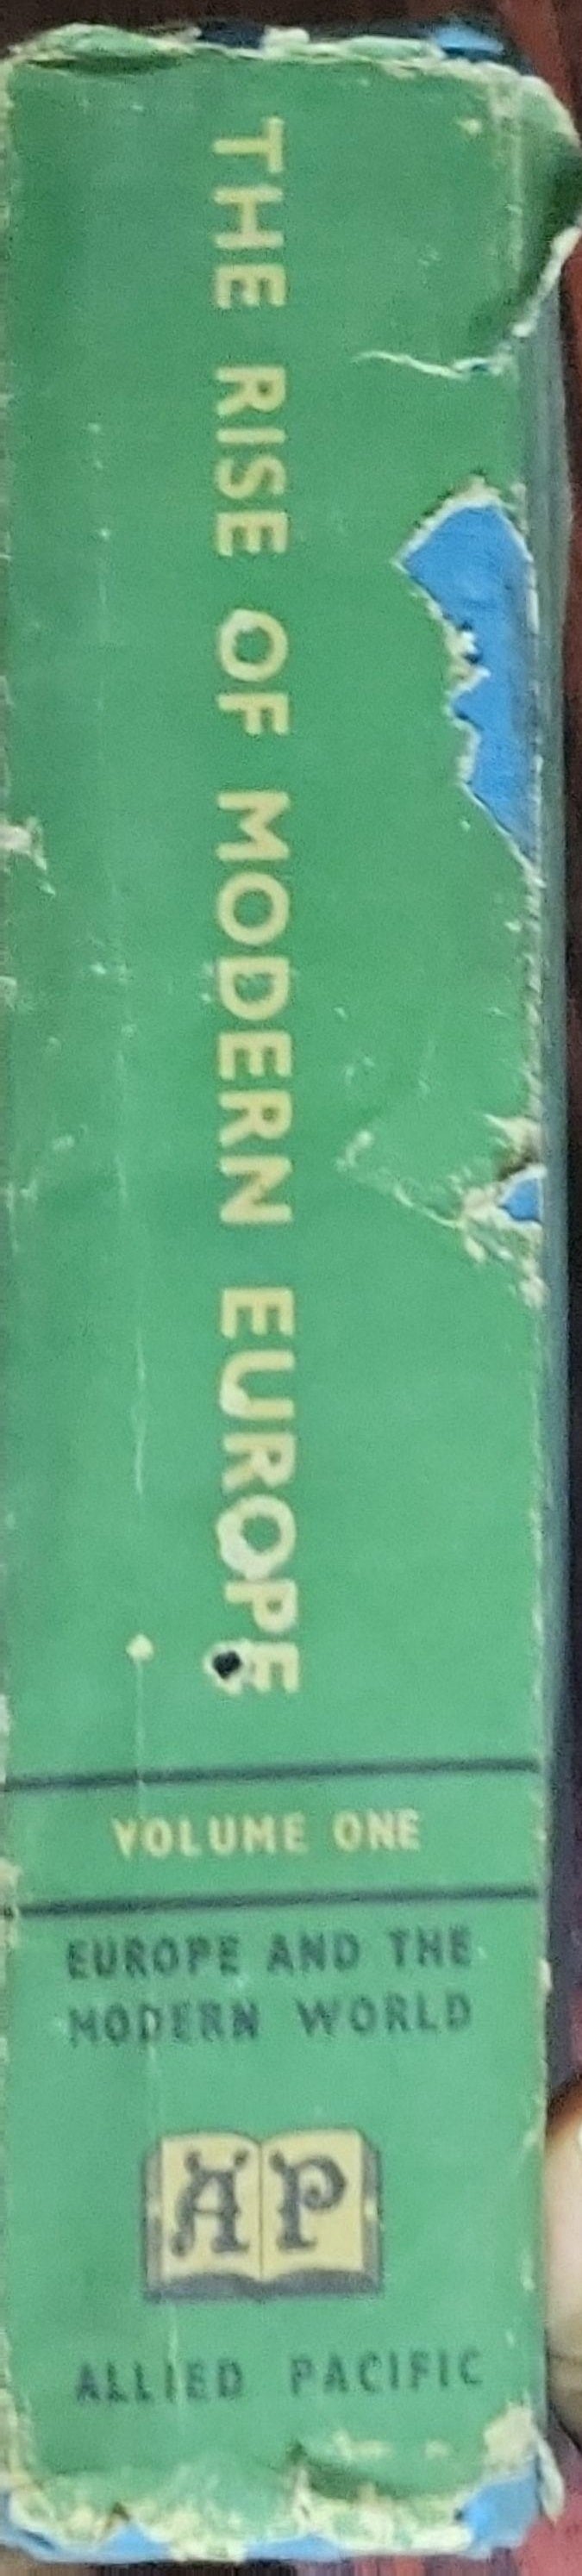 THE RISE OF MODERN EUROPE
VOLUME ONE
EUROPE AND THE
MODERN WORLD
AP
ALLIED PACIFIC